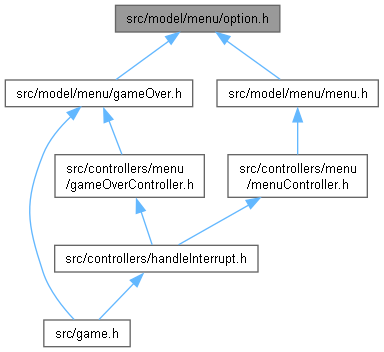 src/model/menu/option.h
src/model/menu/gameOver.h
src/model/menu/menu.h
src/controllers/menu
/gameOverController.h
src/controllers/menu
/menuController.h
src/controllers/handleInterrupt.h
src/game.h